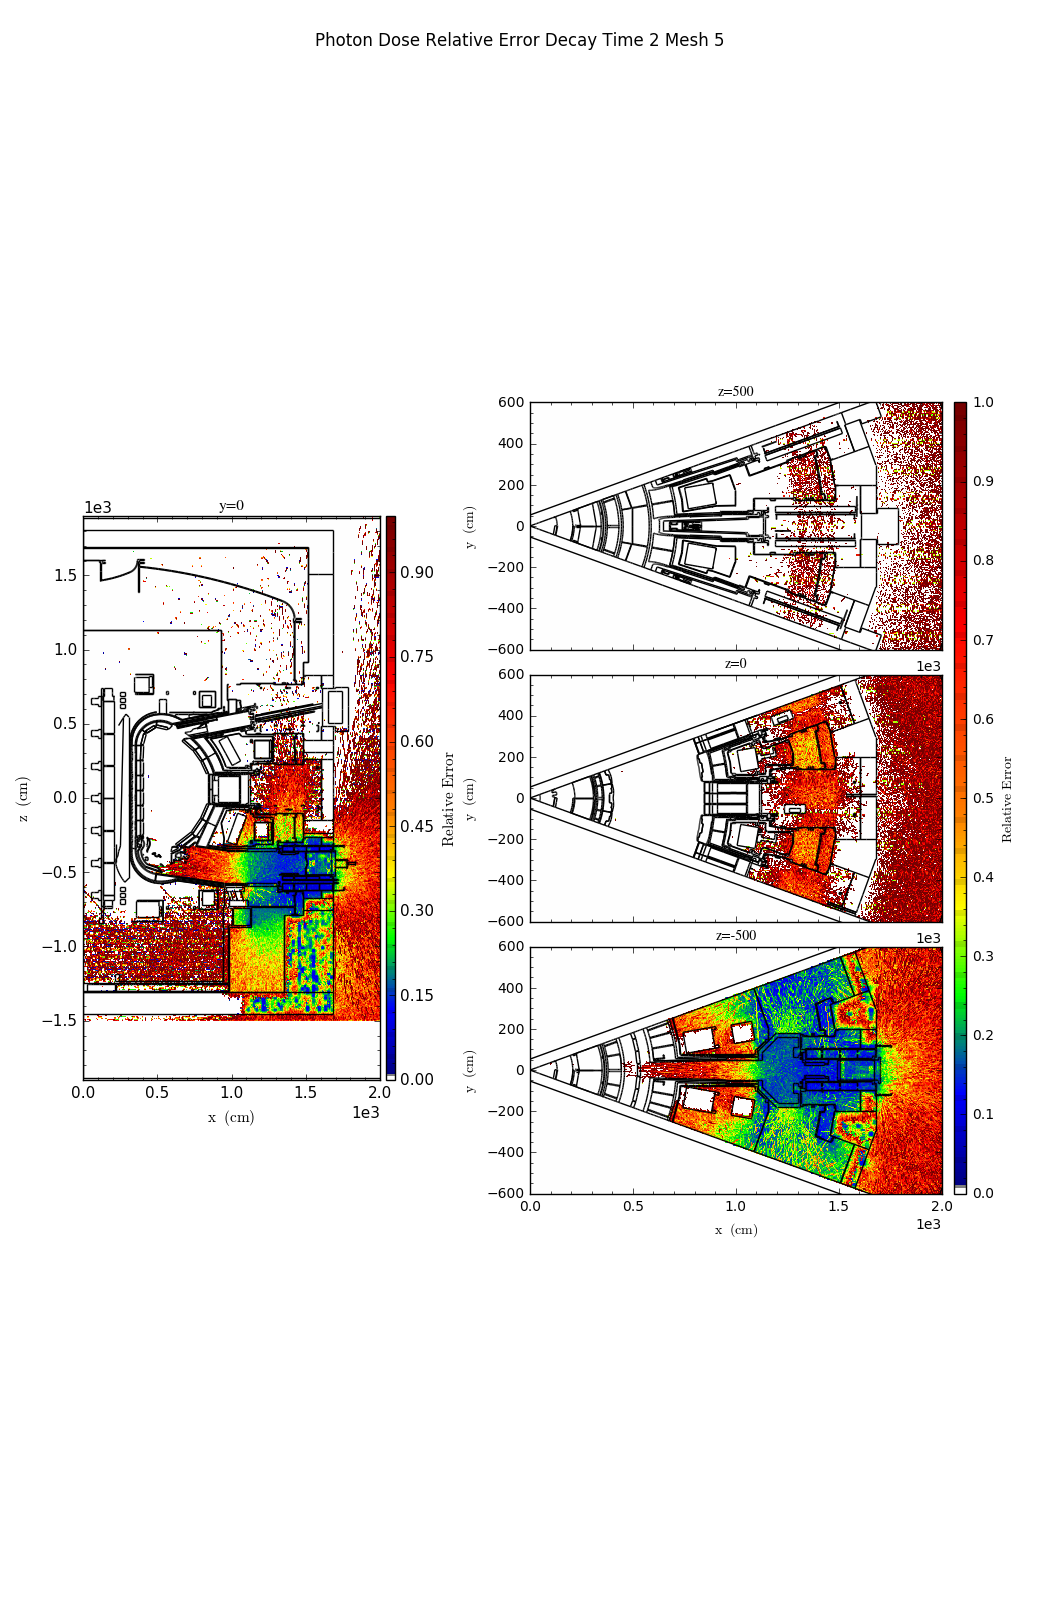 Photon Dose Relative Error Decay Time 2 Mesh 5
y=0
1e3
1.5
1.0
0.5
0.0
−0.5
−1.0
−1.5
z (cm)
0.0 0.5 1.0 1.5 2.0
1e3
x (cm)
0.90
0.75
0.60
0.45
0.30
0.15
0.00
Relative Error
z=500
600
400
200
0
−200
−400
−600
y (cm)
1e3
z=0
600
400
200
0
−200
−400
−600
y (cm)
1e3
z=-500
600
400
200
0
−200
−400
−600
y (cm)
0.0 0.5 1.0 1.5 2.0
1e3
x (cm)
1.0
0.9
0.8
0.7
0.6
0.5
0.4
0.3
0.2
0.1
0.0
Relative Error